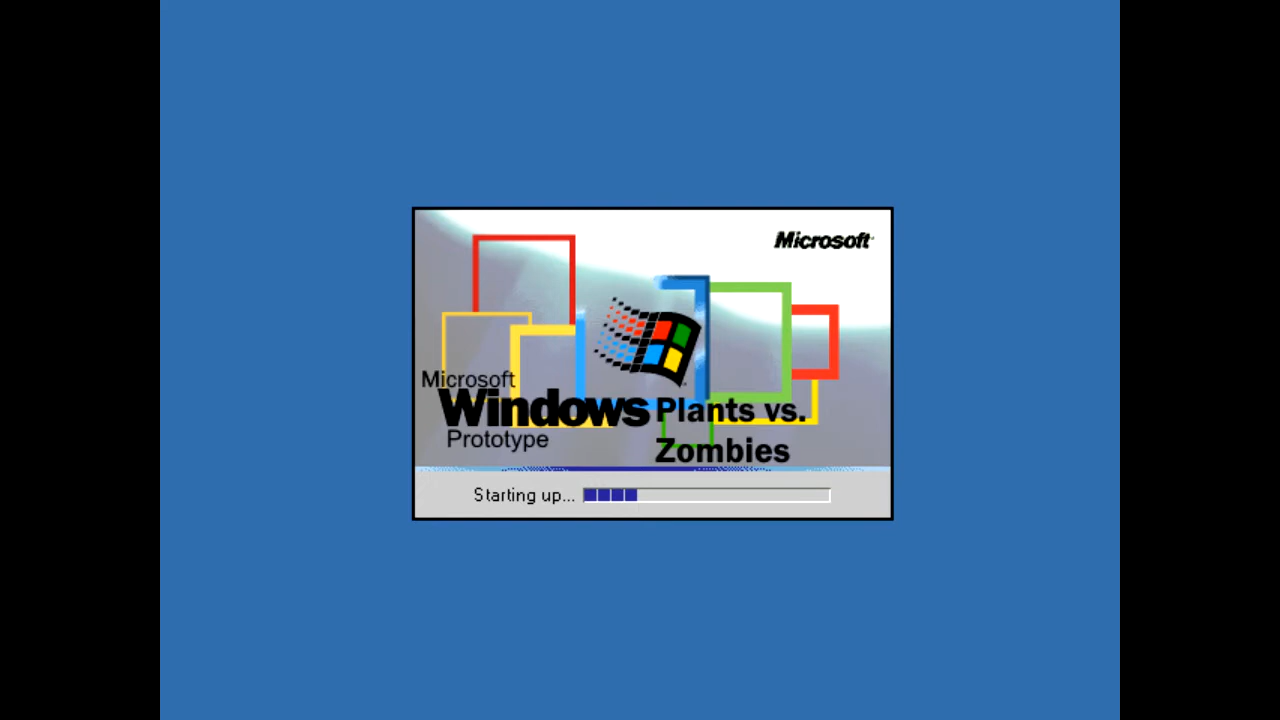 Microsoft
Microsoft
Windows Plants vs.
Prototype Zombies
Starting up...